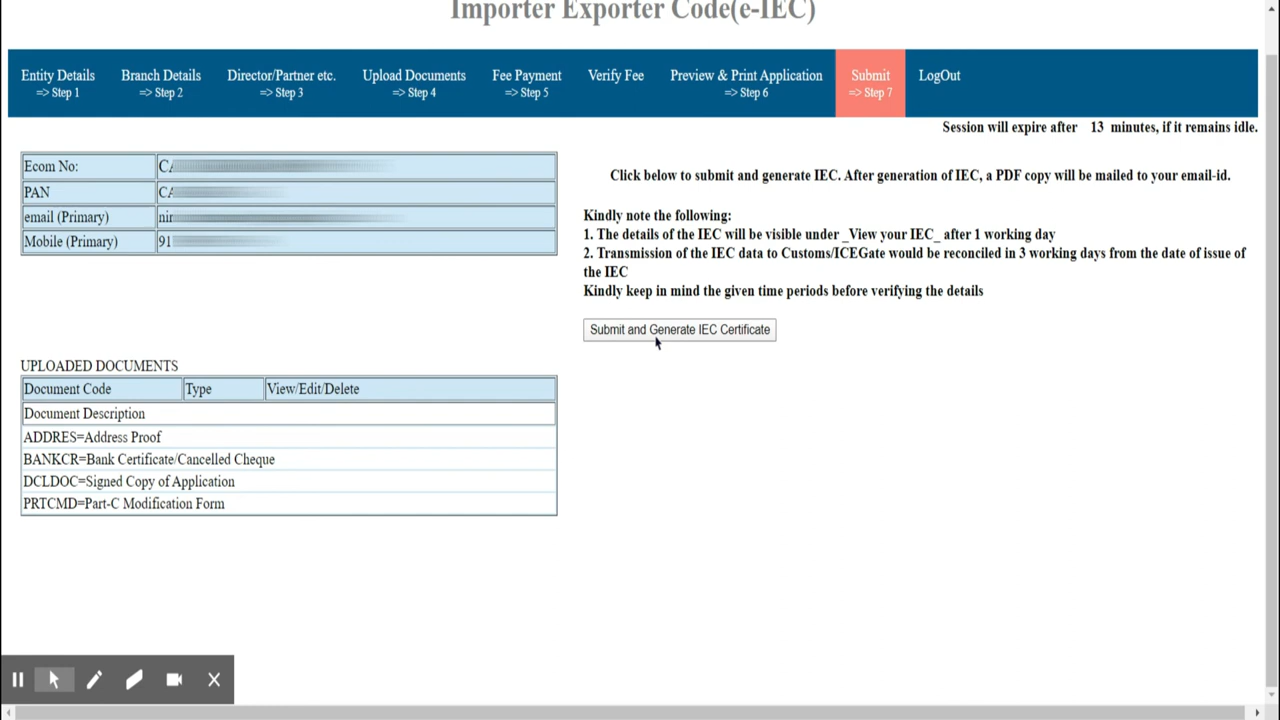 Importer Exporter Code(e-IEC)
Entity Details Branch Details Director/Partner etc. Upload Documents Fee Payment Verify Fee Preview & Print Application Submit LogOut
=> Step 1 => Step 2 => Step 3 => Step 4 => Step 5 => Step 6 => Step 7
Session will expire after 13 minutes, if it remains idle.
Ecom No: CA
PAN CA
email (Primary) nir
Mobile (Primary) 91
Click below to submit and generate IEC. After generation of IEC, a PDF copy will be mailed to your email-id.
Kindly note the following:
1. The details of the IEC will be visible under _View your IEC_ after 1 working day
2. Transmission of the IEC data to Customs/ICEGate would be reconciled in 3 working days from the date of issue of
the IEC
Kindly keep in mind the given time periods before verifying the details
Submit and Generate IEC Certificate
UPLOADED DOCUMENTS
Document Code Type View/Edit/Delete
Document Description
ADDRES=Address Proof
BANKCR=Bank Certificate/Cancelled Cheque
DCLDOC=Signed Copy of Application
PRTCMD=Part-C Modification Form